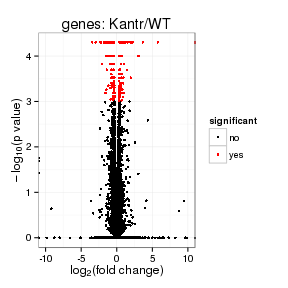 genes: Kantr/WT
−log10(p value)
4
3
2
1
0
-10 -5 0 5 10
log2(fold change)
significant
no
yes